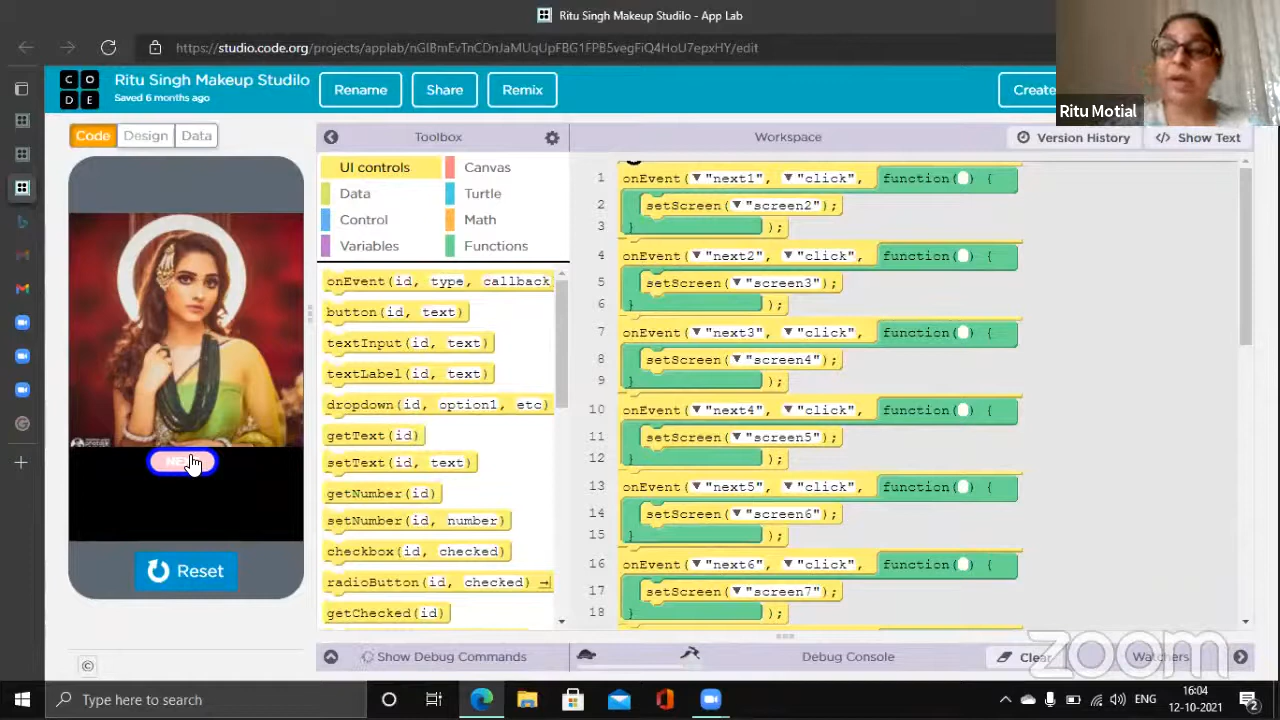 Ritu Singh Makeup Studilo - App Lab
https://studio.code.org/projects/applab/nGlBmEvTnCDnJaMUqUpFBG1FPB5vegFiQ4HoU7epxHY/edit
C O
D E
Ritu Singh Makeup Studilo
Saved 6 months ago
Rename
Share
Remix
Create
Ritu Motial
Code
Design
Data
Toolbox
Workspace
Version History
Show Text
UI controls
Canvas
Data
Turtle
Control
Math
Variables
Functions
onEvent(id, type, callback
button(id, text)
textInput(id, text)
textLabel(id, text)
dropdown(id, option1, etc)
getText(id)
setText(id, text)
getNumber(id)
setNumber(id, number)
checkbox(id, checked)
radioButton(id, checked)
getChecked(id)
1 onEvent("next1", "click", function() {
2 setScreen("screen2");
3 });
4 onEvent("next2", "click", function() {
5 setScreen("screen3");
6 });
7 onEvent("next3", "click", function() {
8 setScreen("screen4");
9 });
10 onEvent("next4", "click", function() {
11 setScreen("screen5");
12 });
13 onEvent("next5", "click", function() {
14 setScreen("screen6");
15 });
16 onEvent("next6", "click", function() {
17 setScreen("screen7");
18 });
Reset
Show Debug Commands
Debug Console
Clear
Watchers
zoom
Type here to search
ENG
16:04
12-10-2021
2